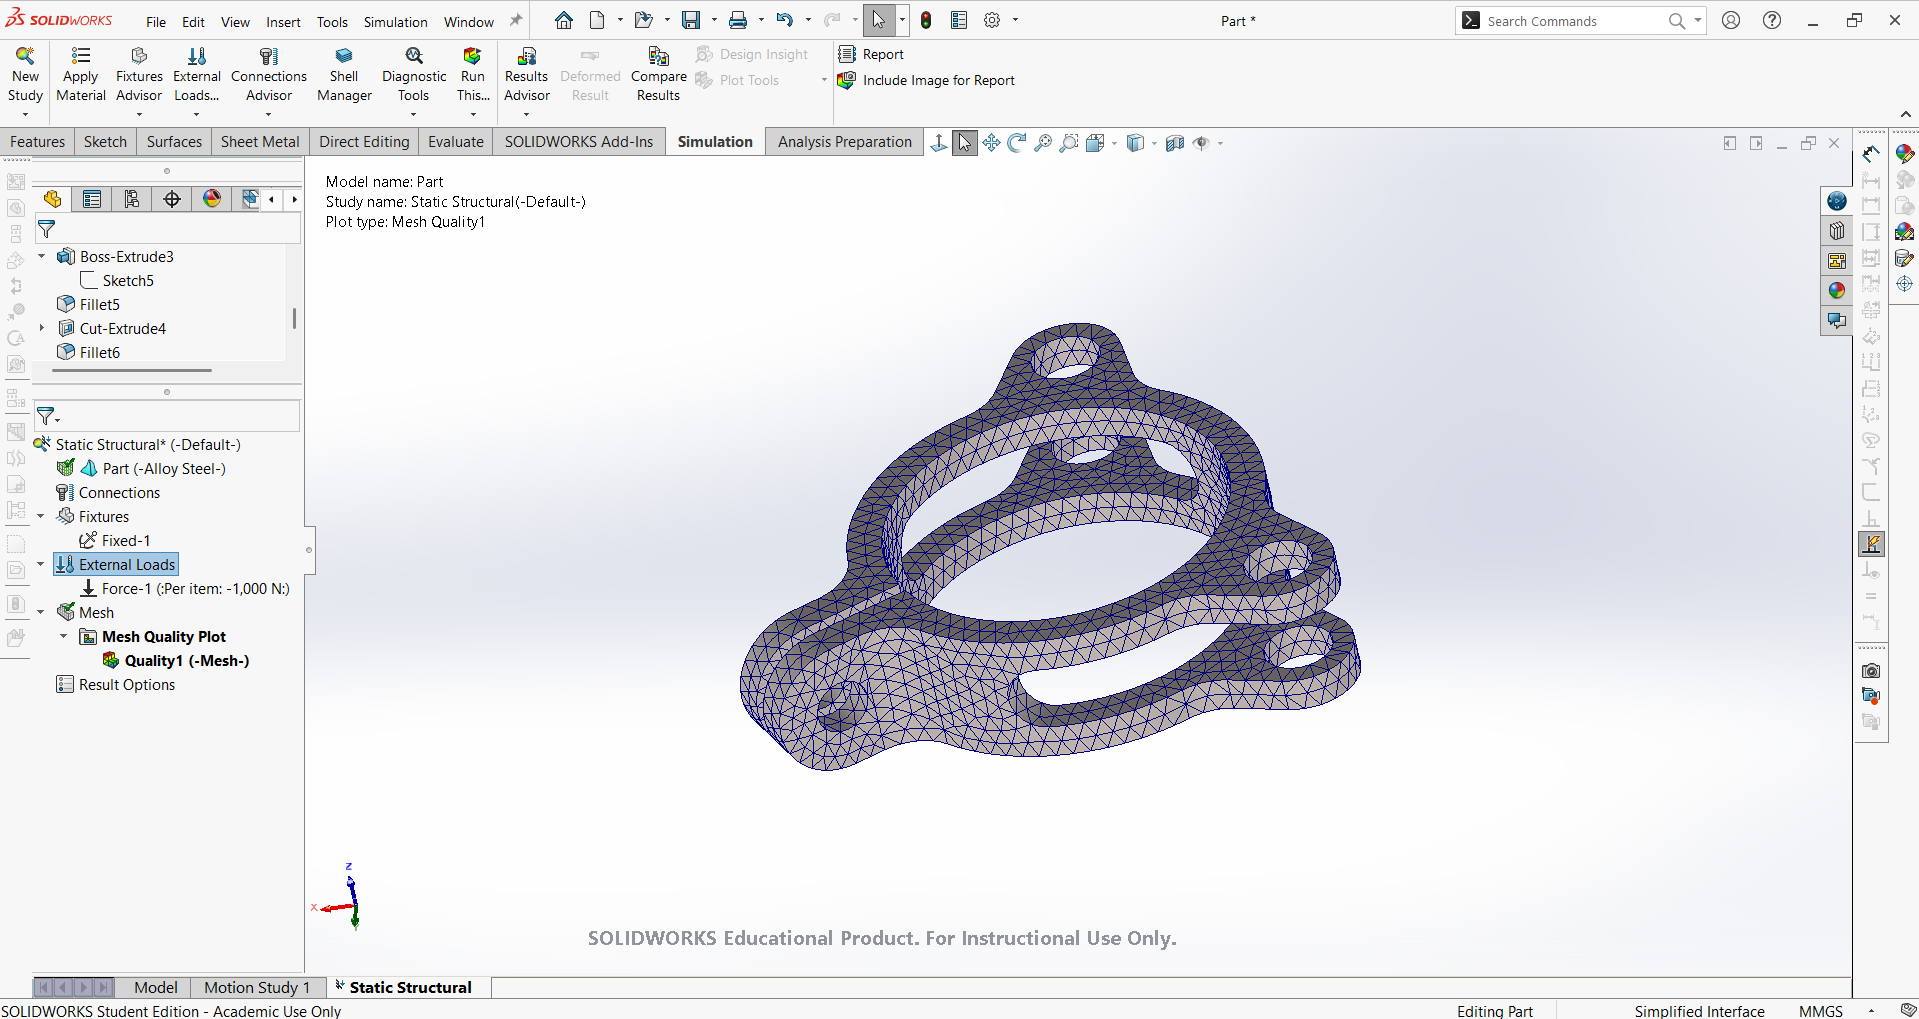 SOLIDWORKS File Edit View Insert Tools Simulation Window Part * Search Commands
New Study
Apply Material
Fixtures Advisor
External Loads...
Connections Advisor
Shell Manager
Diagnostic Tools
Run This...
Results Advisor
Deformed Result
Compare Results
Design Insight
Plot Tools
Report
Include Image for Report
Features Sketch Surfaces Sheet Metal Direct Editing Evaluate SOLIDWORKS Add-Ins Simulation Analysis Preparation
Model name: Part
Study name: Static Structural(-Default-)
Plot type: Mesh Quality1
Boss-Extrude3
Sketch5
Fillet5
Cut-Extrude4
Fillet6
Static Structural* (-Default-)
Part (-Alloy Steel-)
Connections
Fixtures
Fixed-1
External Loads
Force-1 (:Per item: -1,000 N:)
Mesh
Mesh Quality Plot
Quality1 (-Mesh-)
Result Options
Z
X
SOLIDWORKS Educational Product. For Instructional Use Only.
Model Motion Study 1 Static Structural
SOLIDWORKS Student Edition - Academic Use Only Editing Part Simplified Interface MMGS